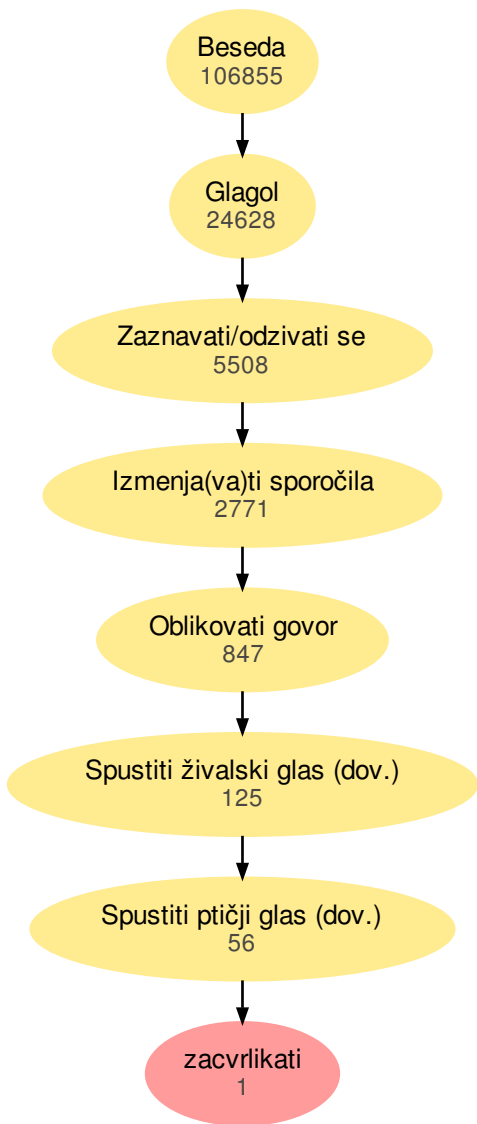 Beseda
106855
Glagol
24628
Zaznavati/odzivati se
5508
Izmenja(va)ti sporočila
2771
Oblikovati govor
847
Spustiti živalski glas (dov.)
125
Spustiti ptičji glas (dov.)
56
zacvrlikati
1